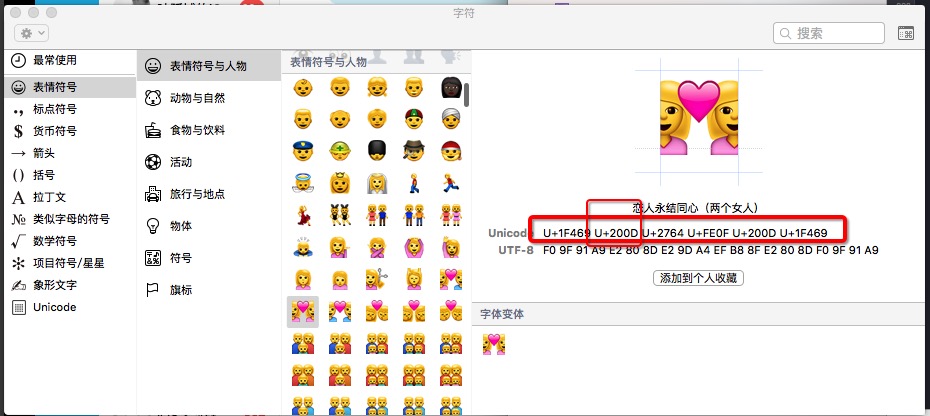 字符
搜索
最常使用
表情符号
标点符号
货币符号
箭头
括号
拉丁文
类似字母的符号
数学符号
项目符号/星星
象形文字
Unicode
表情符号与人物
动物与自然
食物与饮料
活动
旅行与地点
物体
符号
旗标
表情符号与人物
恋人永结同心（两个女人）
Unicode U+1F469 U+200D U+2764 U+FE0F U+200D U+1F469
UTF-8 F0 9F 91 A9 E2 80 8D E2 9D A4 EF B8 8F E2 80 8D F0 9F 91 A9
添加到个人收藏
字体变体